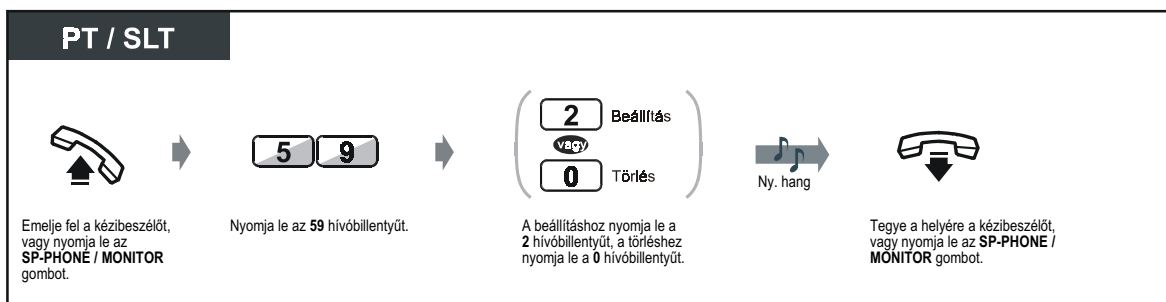 PT / SLT
5 9
2 Beállítás
vagy
0 Törlés
Ny. hang
Emelje fel a kézibeszélőt,
vagy nyomja le az
SP-PHONE / MONITOR
gombot.
Nyomja le az 59 hívóbillentyűt.
A beállításhoz nyomja le a
2 hívóbillentyűt, a törléshez
nyomja le a 0 hívóbillentyűt.
Tegye a helyére a kézibeszélőt,
vagy nyomja le az SP-PHONE /
MONITOR gombot.